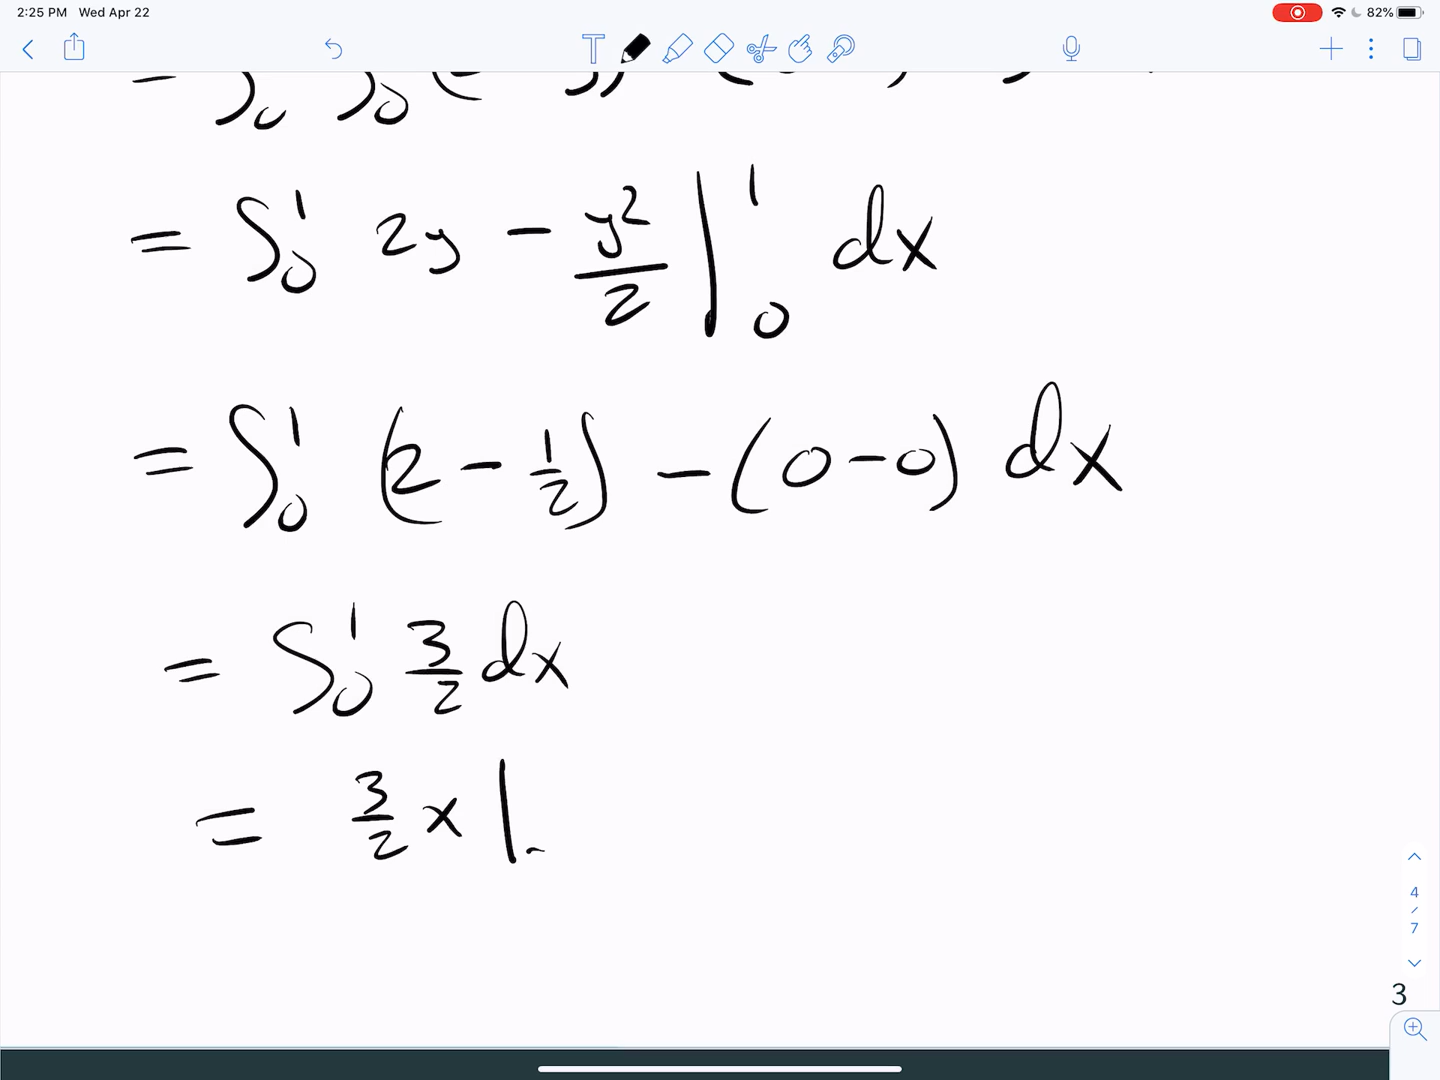 2:25 PM Wed Apr 22 82%
T
= ∫₀¹ 2y - y²/2 |₀¹ dx
= ∫₀¹ (2 - 1/2) - (0 - 0) dx
= ∫₀¹ 3/2 dx
= 3/2 x |
4
/
7
3